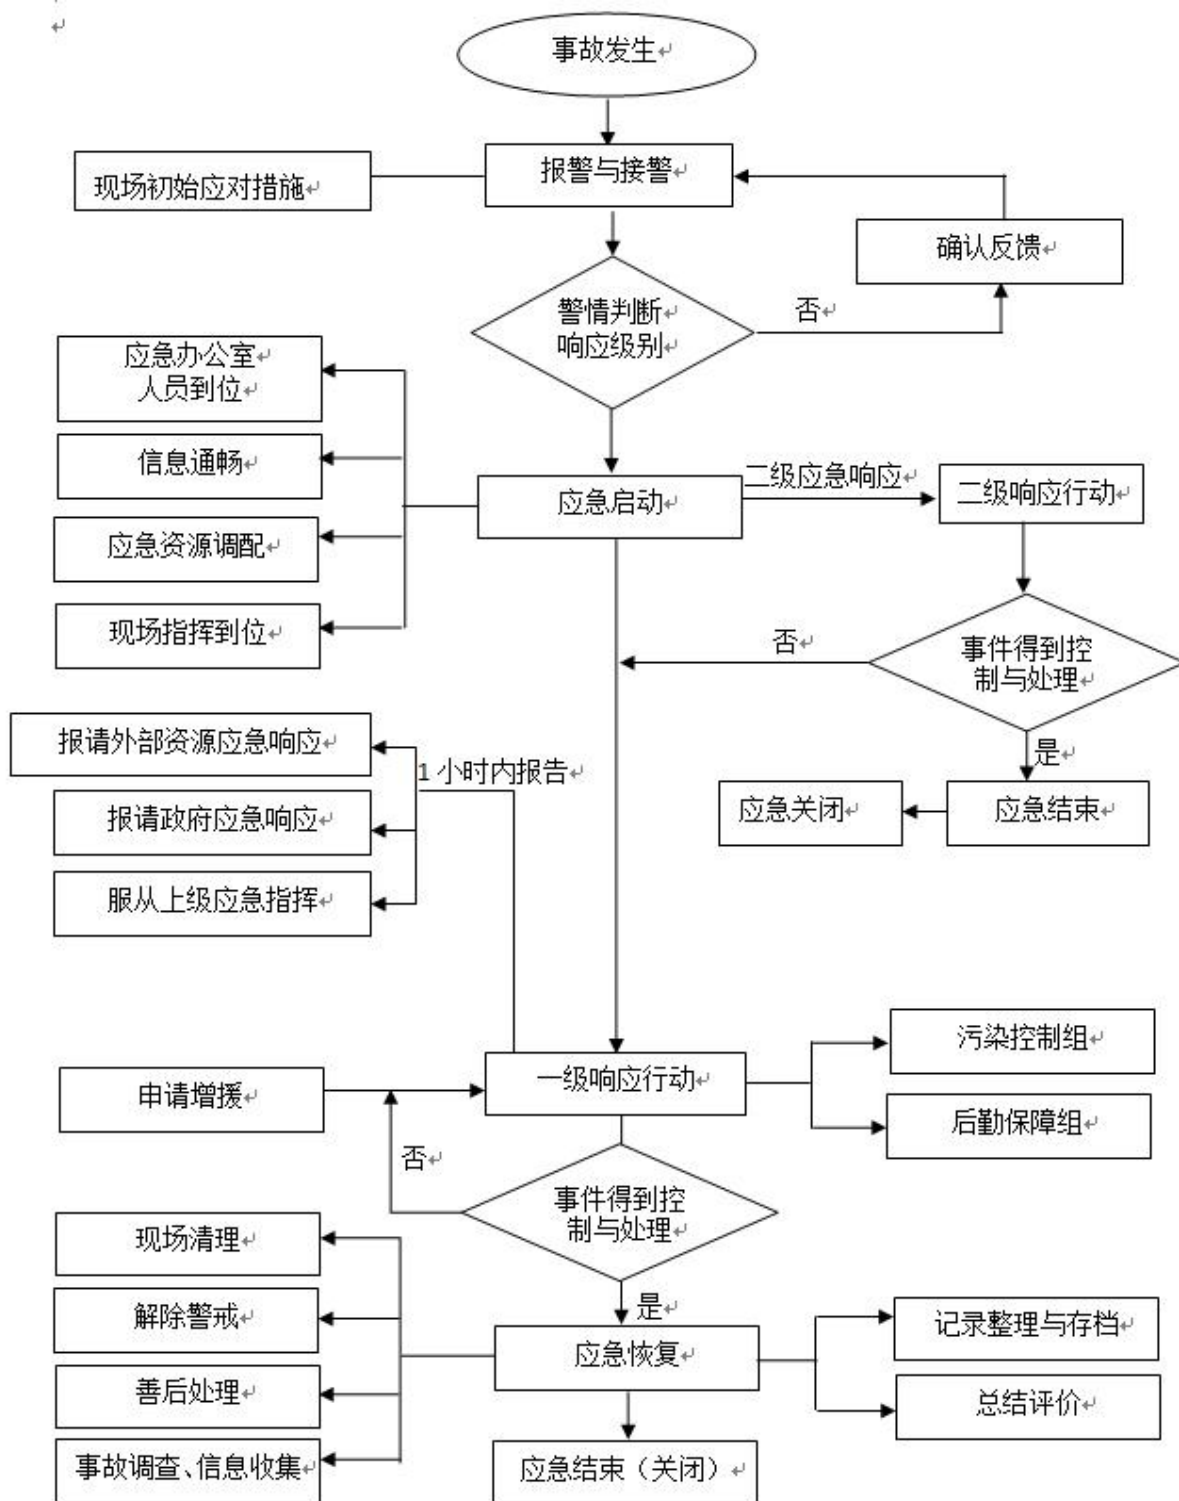 事故发生
报警与接警
现场初始应对措施
确认反馈
警情判断
响应级别
否
应急办公室
人员到位
信息通畅
二级应急响应
二级响应行动
应急启动
应急资源调配
现场指挥到位
否
事件得到控
制与处理
报请外部资源应急响应
是
1小时内报告
报请政府应急响应
应急关闭
应急结束
服从上级应急指挥
污染控制组
一级响应行动
申请增援
后勤保障组
否
事件得到控
制与处理
现场清理
是
解除警戒
记录整理与存档
应急恢复
善后处理
总结评价
事故调查、信息收集
应急结束（关闭）